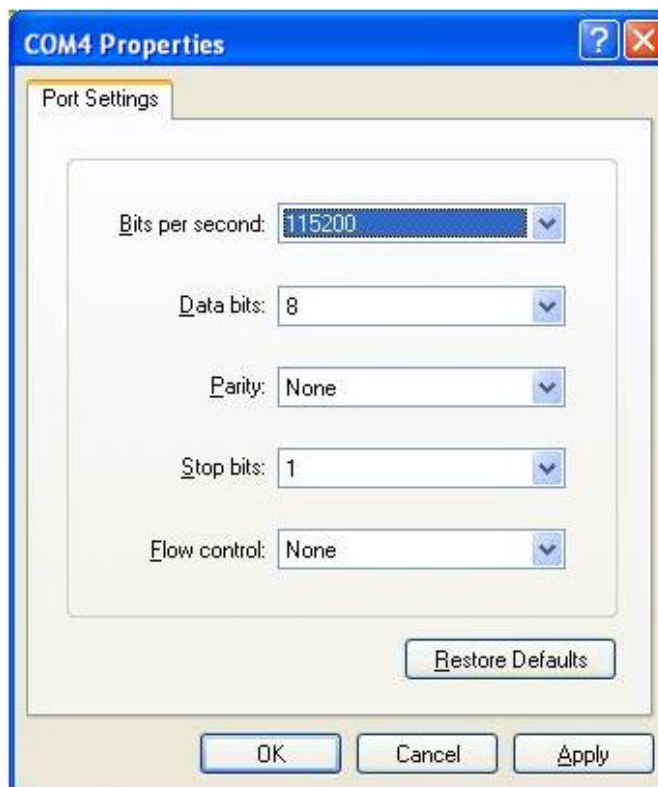 COM4 Properties
Port Settings
Bits per second: 115200
Data bits: 8
Parity: None
Stop bits: 1
Flow control: None
Restore Defaults
OK Cancel Apply